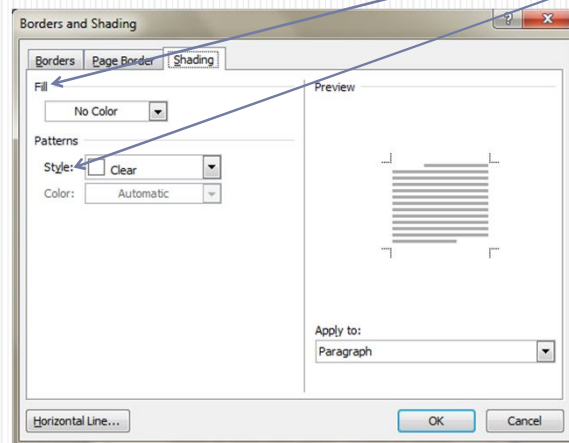 Borders and Shading
Borders Page Border Shading
Fill
No Color
Patterns
Style: Clear
Color: Automatic
Preview
Apply to:
Paragraph
Horizontal Line...
OK Cancel